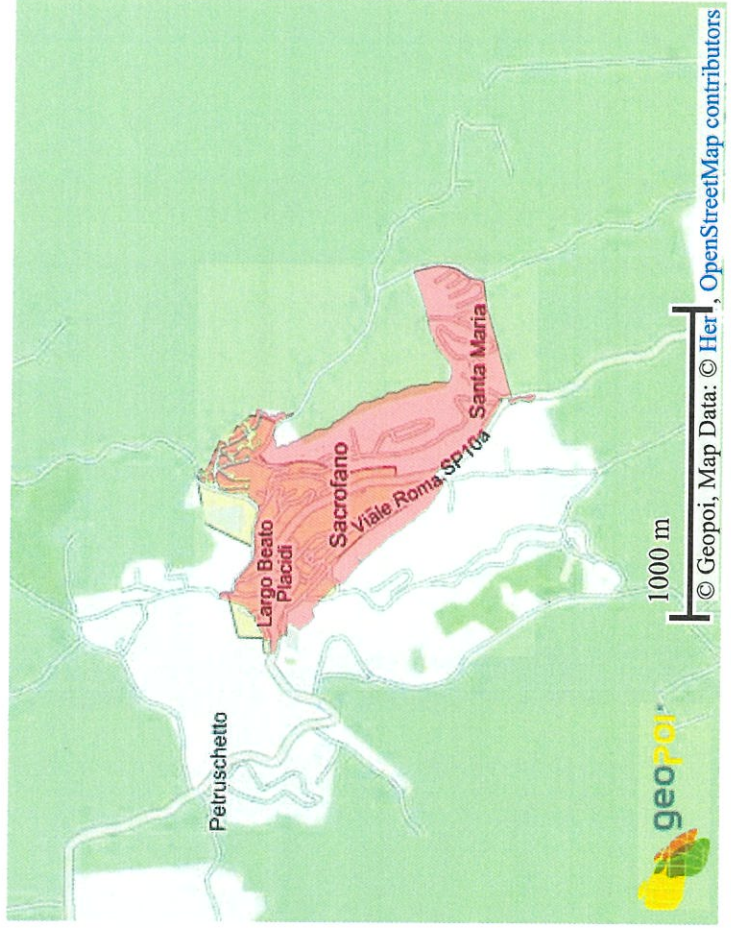 Petruschetto
Largo Beato
Placidi
Sacrofano
Viale Roma,SP10a
Santa Maria
1000 m
geopoi
© Geopoi, Map Data: © Her , OpenStreetMap contributors